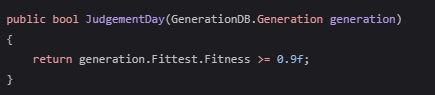 public bool JudgementDay(GenerationDB.Generation generation)
{
    return generation.Fittest.Fitness >= 0.9f;
}